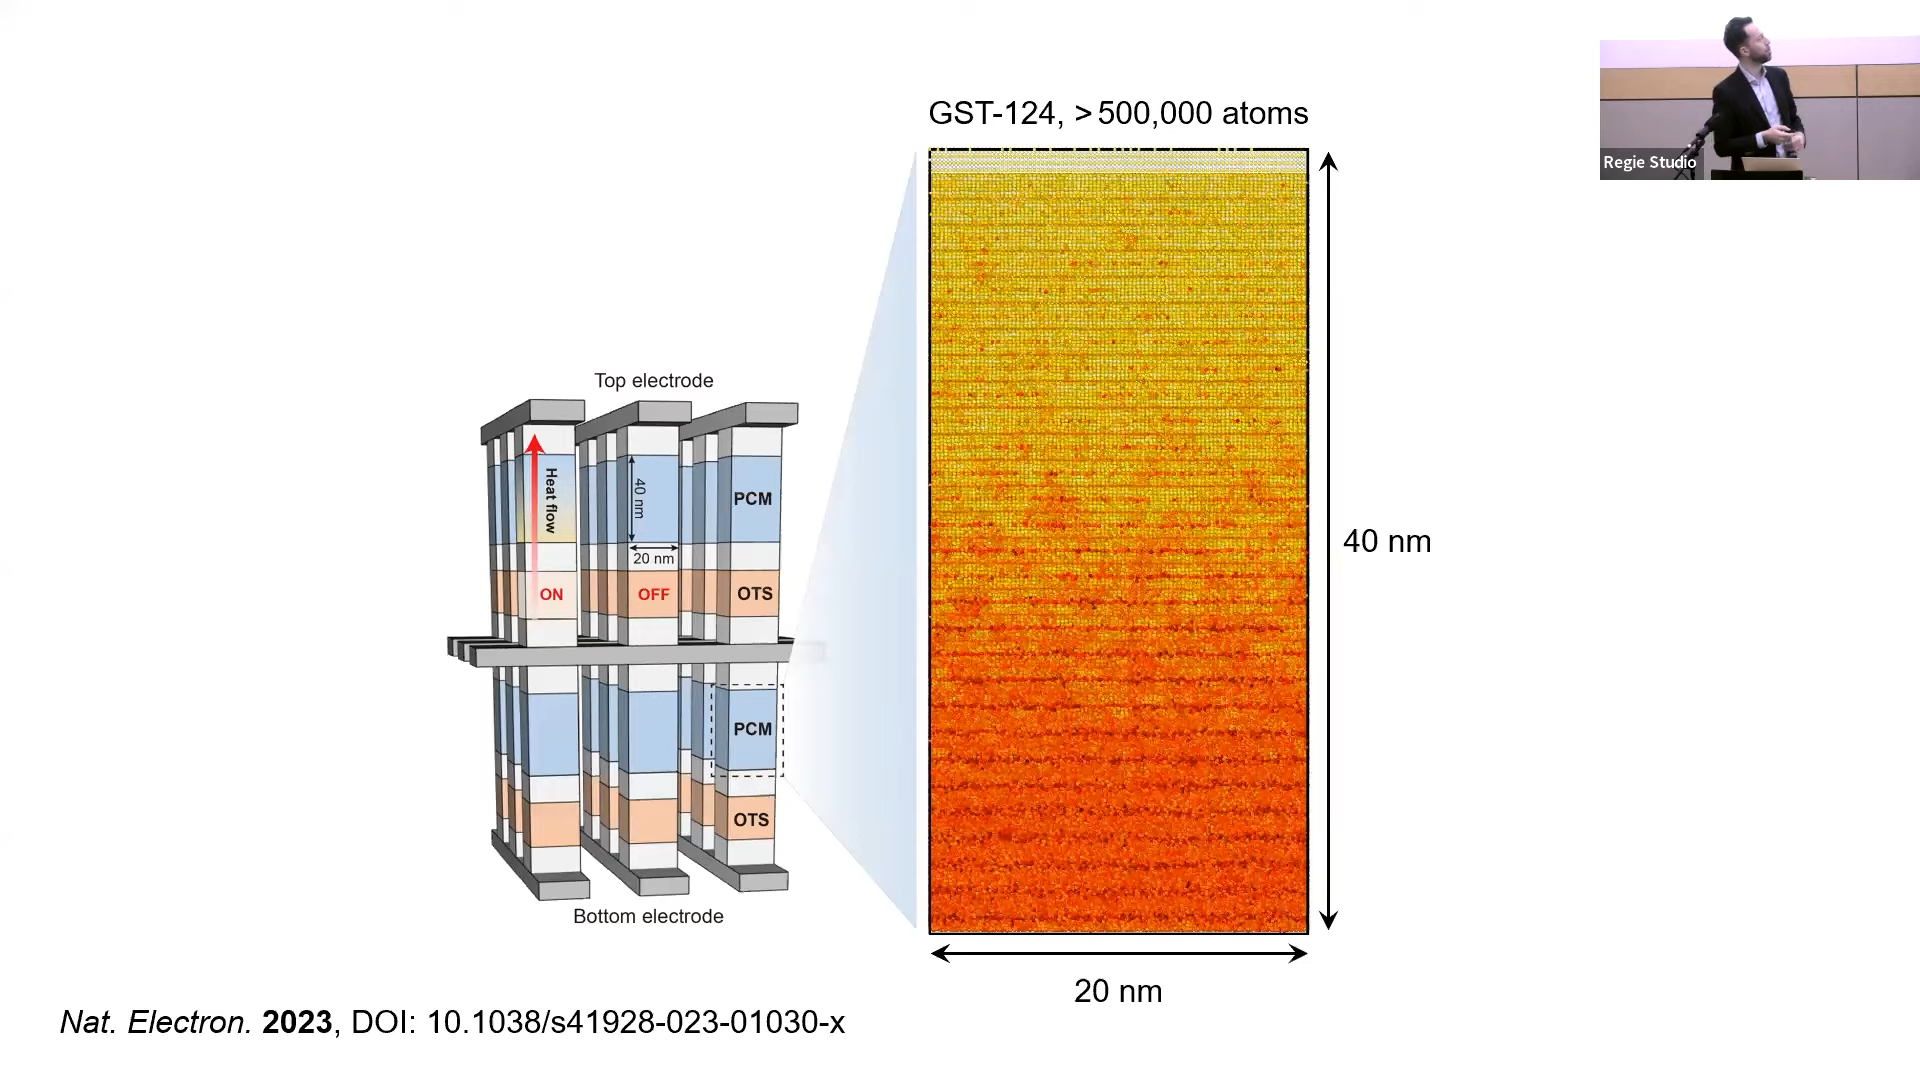 GST-124, > 500,000 atoms
Regie Studio
Top electrode
Heat flow
40 nm
20 nm
PCM
ON
OFF
OTS
PCM
OTS
Bottom electrode
40 nm
20 nm
Nat. Electron. 2023, DOI: 10.1038/s41928-023-01030-x